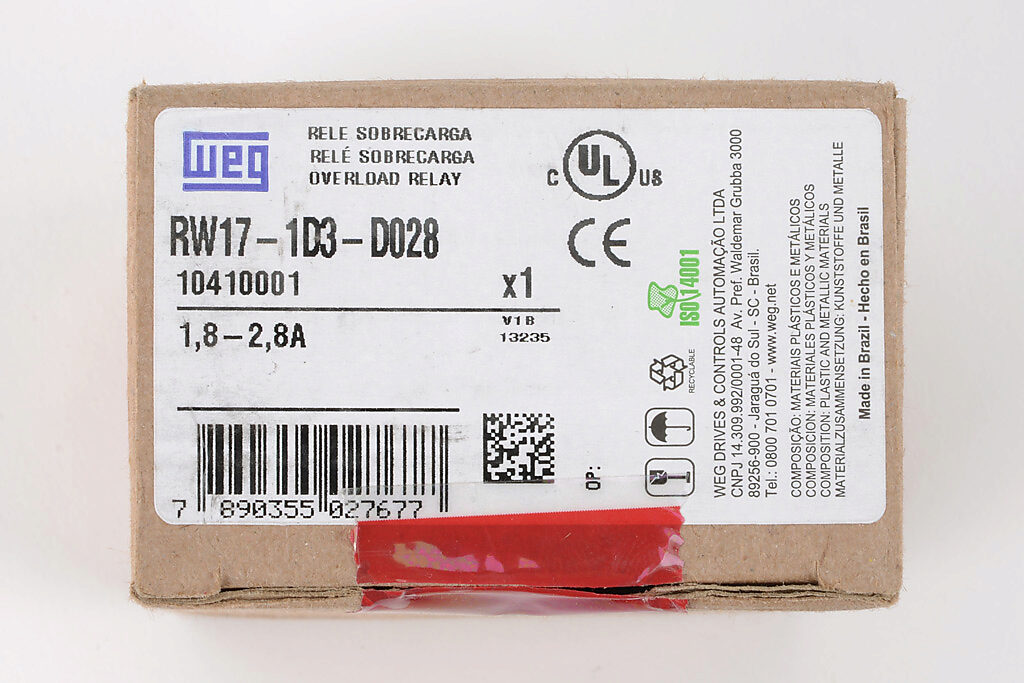 weg
RELE SOBRECARGA
RELÉ SOBRECARGA
OVERLOAD RELAY
C UL US
RW17-1D3-D028
CE
10410001
x1
V1B
13235
1,8-2,8A
7 890355 027677
OP.:
ISO\14001
RECYCLABLE
WEG DRIVES & CONTROLS AUTOMAÇÃO LTDA
CNPJ 14.309.992/0001-48 Av. Pref. Waldemar Grubba 3000
89256-900 - Jaraguá do Sul - SC - Brasil.
Tel.: 0800 701 0701 - www.weg.net
COMPOSIÇÃO: MATERIAIS PLÁSTICOS E METÁLICOS
COMPOSICION: MATERIALES PLÁSTICOS Y METÁLICOS
COMPOSITION: PLASTIC AND METALLIC MATERIALS
MATERIALZUSAMMENSETZUNG: KUNSTSTOFFE UND METALLE
Made in Brazil - Hecho en Brasil